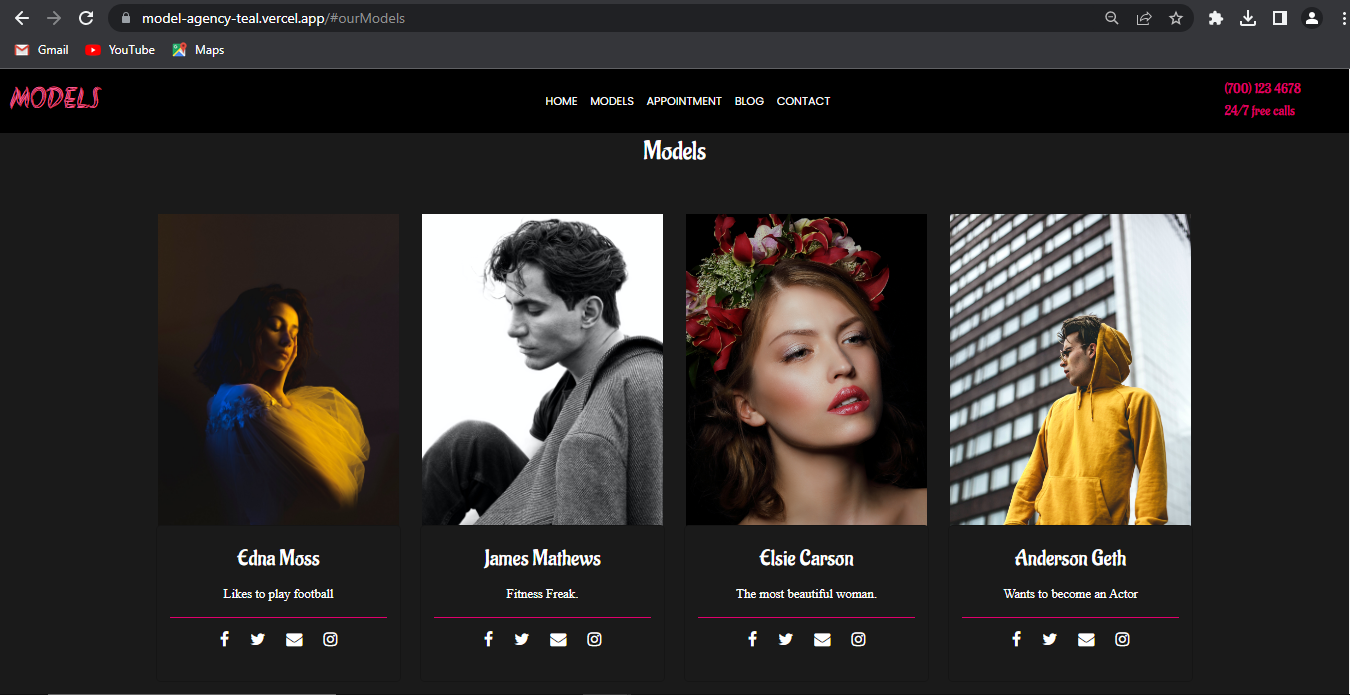 model-agency-teal.vercel.app/#ourModels
Gmail YouTube Maps
MODELS
HOME MODELS APPOINTMENT BLOG CONTACT
(700) 123 4678
24/7 free calls
Models
Edna Moss
Likes to play football
James Mathews
Fitness Freak.
Elsie Carson
The most beautiful woman.
Anderson Geth
Wants to become an Actor